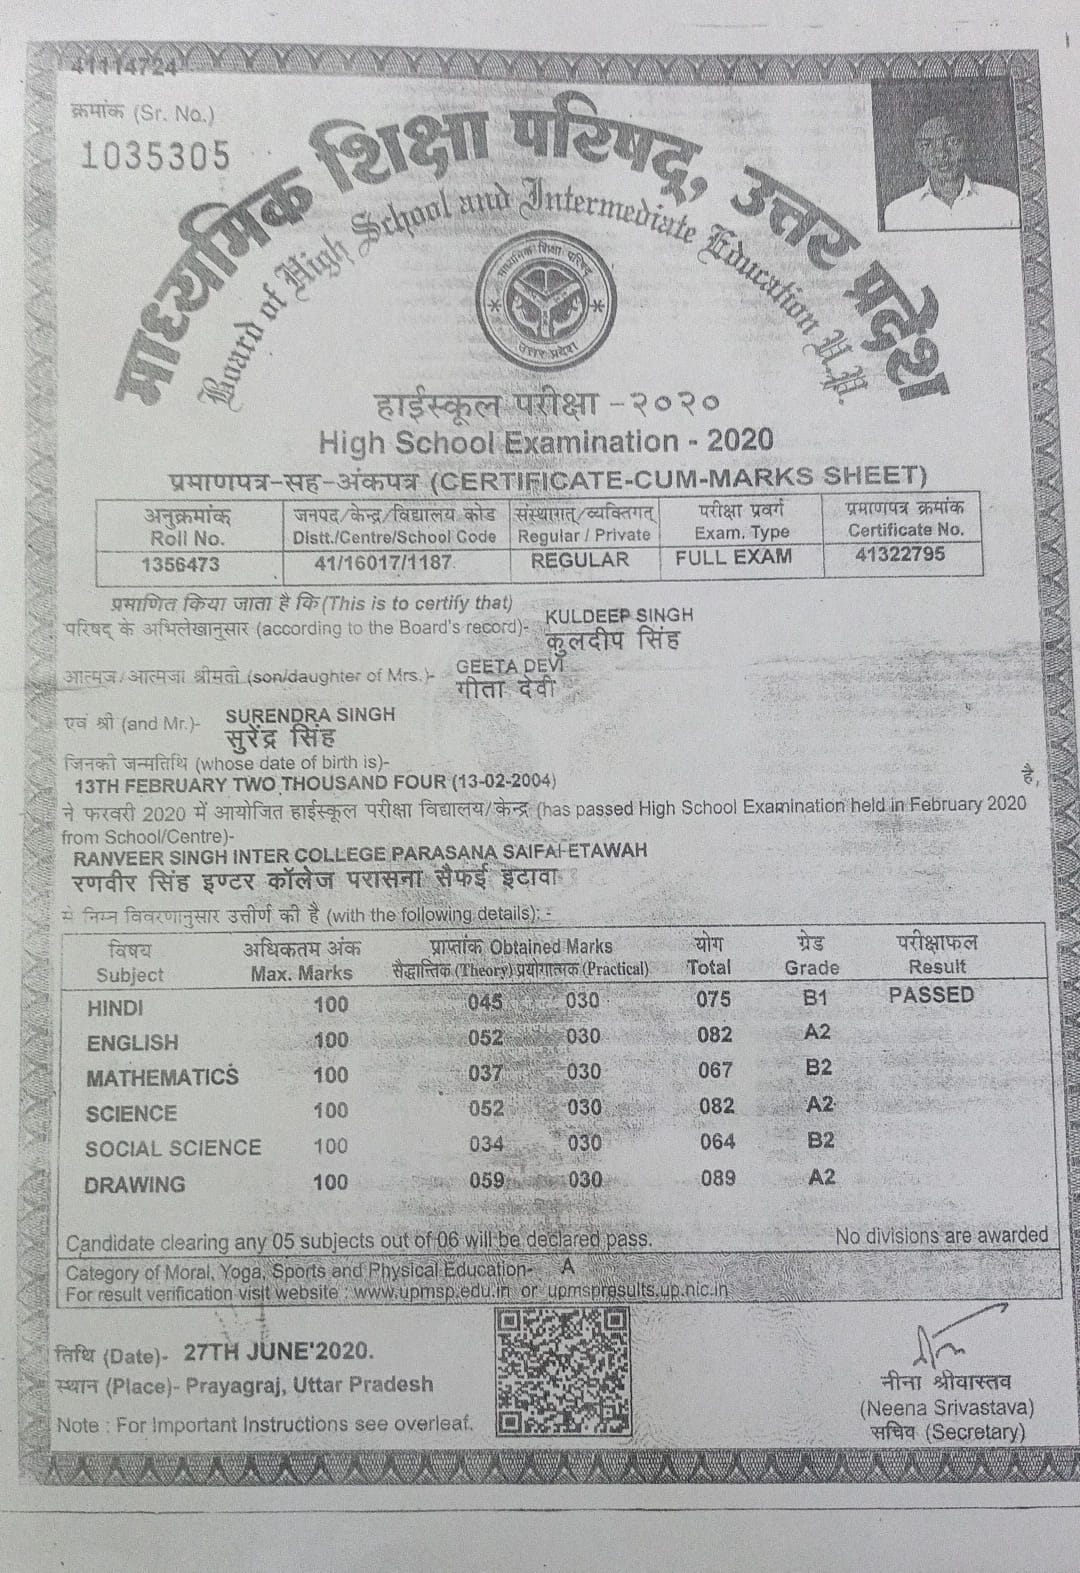 41114724
क्रमांक (Sr. No.)
1035305
माध्यमिक शिक्षा परिषद्, उत्तर प्रदेश
Board of High School and Intermediate Education U.P.
माध्यमिक शिक्षा परिषद्
उत्तर प्रदेश
हाईस्कूल परीक्षा -२०२०
High School Examination - 2020
प्रमाणपत्र-सह-अंकपत्र (CERTIFICATE-CUM-MARKS SHEET)
अनुक्रमांक जनपद/केन्द्र/विद्यालय कोड संस्थागत्/व्यक्तिगत् परीक्षा प्रवर्ग प्रमाणपत्र क्रमांक
Roll No. Distt./Centre/School Code Regular / Private Exam. Type Certificate No.
1356473 41/16017/1187 REGULAR FULL EXAM 41322795
प्रमाणित किया जाता है कि (This is to certify that)
परिषद् के अभिलेखानुसार (according to the Board's record)- KULDEEP SINGH
कुलदीप सिंह
आत्मज/आत्मजा श्रीमती (son/daughter of Mrs.)- GEETA DEVI
गीता देवी
एवं श्री (and Mr.)- SURENDRA SINGH
सुरेंद्र सिंह
जिनकी जन्मतिथि (whose date of birth is)-
13TH FEBRUARY TWO THOUSAND FOUR (13-02-2004) है,
ने फरवरी 2020 में आयोजित हाईस्कूल परीक्षा विद्यालय/केन्द्र (has passed High School Examination held in February 2020
from School/Centre)-
RANVEER SINGH INTER COLLEGE PARASANA SAIFAI ETAWAH
रणवीर सिंह इण्टर कॉलेज परासना सैफई इटावा
से निम्न विवरणानुसार उत्तीर्ण की है (with the following details):-
विषय अधिकतम अंक प्राप्तांक Obtained Marks योग ग्रेड परीक्षाफल
Subject Max. Marks सैद्धान्तिक (Theory) प्रयोगात्मक (Practical) Total Grade Result
HINDI 100 045 030 075 B1 PASSED
ENGLISH 100 052 030 082 A2
MATHEMATICS 100 037 030 067 B2
SCIENCE 100 052 030 082 A2
SOCIAL SCIENCE 100 034 030 064 B2
DRAWING 100 059 030 089 A2
Candidate clearing any 05 subjects out of 06 will be declared pass. No divisions are awarded
Category of Moral, Yoga, Sports and Physical Education- A
For result verification visit website : www.upmsp.edu.in or upmspresults.up.nic.in
तिथि (Date)- 27TH JUNE'2020.
स्थान (Place)- Prayagraj, Uttar Pradesh
Note : For Important Instructions see overleaf.
नीना श्रीवास्तव
(Neena Srivastava)
सचिव (Secretary)